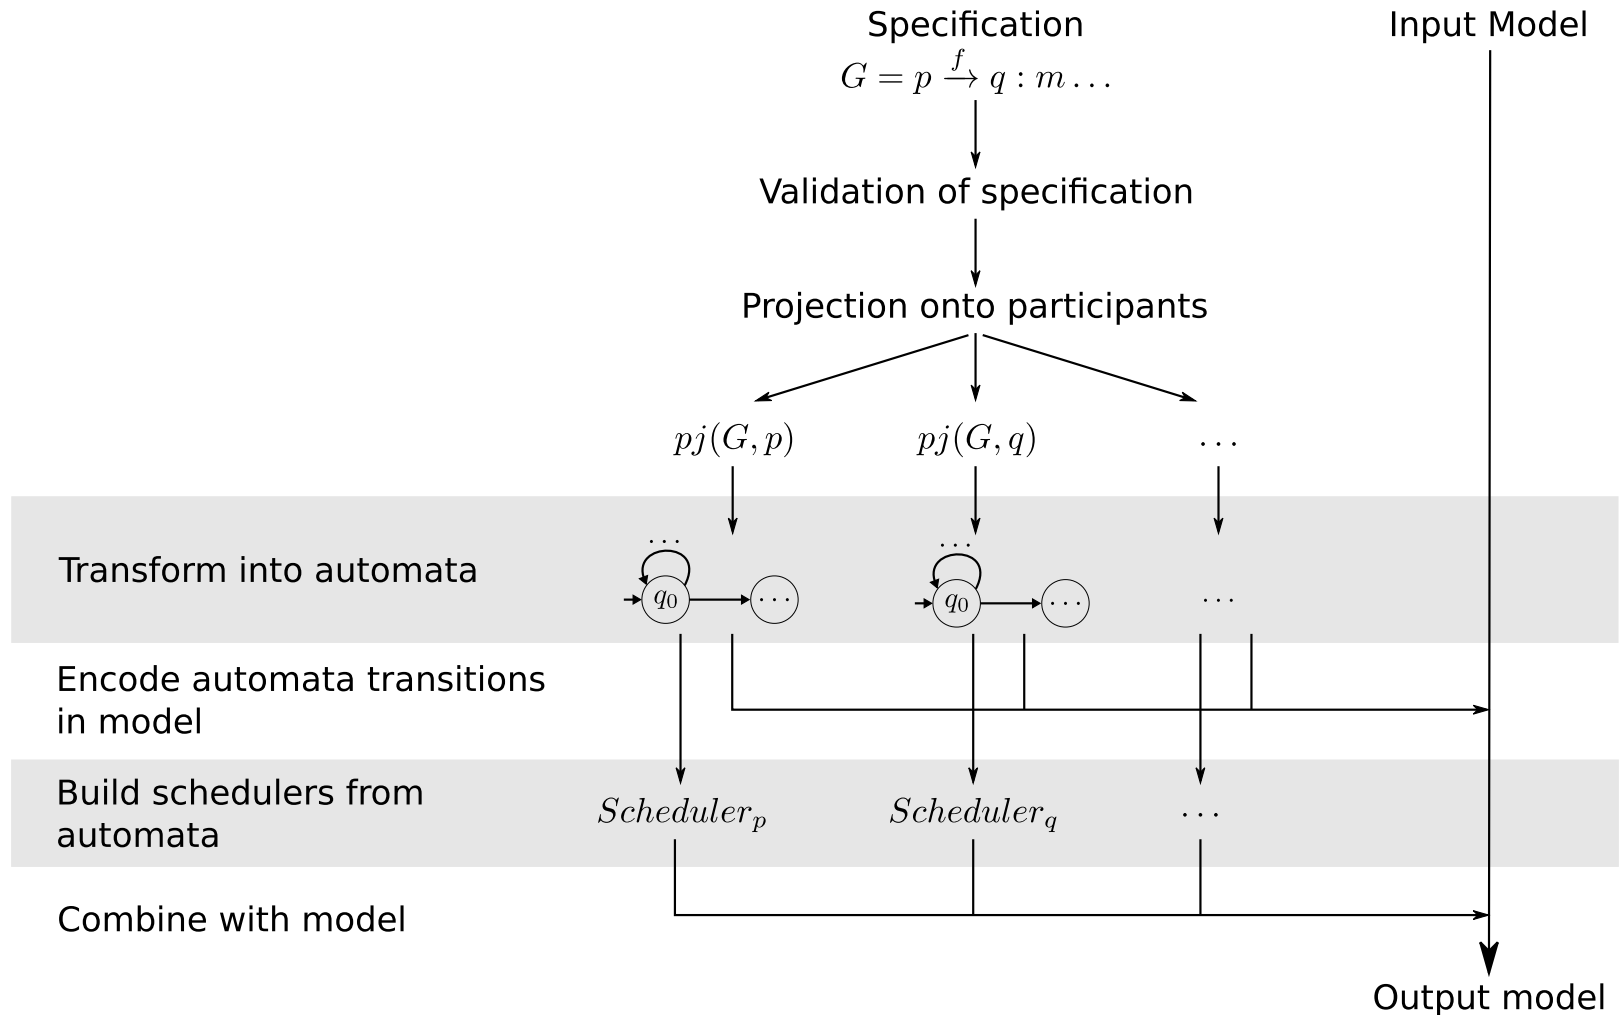 Specification
Input Model
G = p \xrightarrow{f} q : m ...
Validation of specification
Projection onto participants
pj(G, p)
pj(G, q)
...
Transform into automata
...
q₀
...
...
q₀
...
...
Encode automata transitions
in model
Build schedulers from
automata
Scheduler_p
Scheduler_q
...
Combine with model
Output model